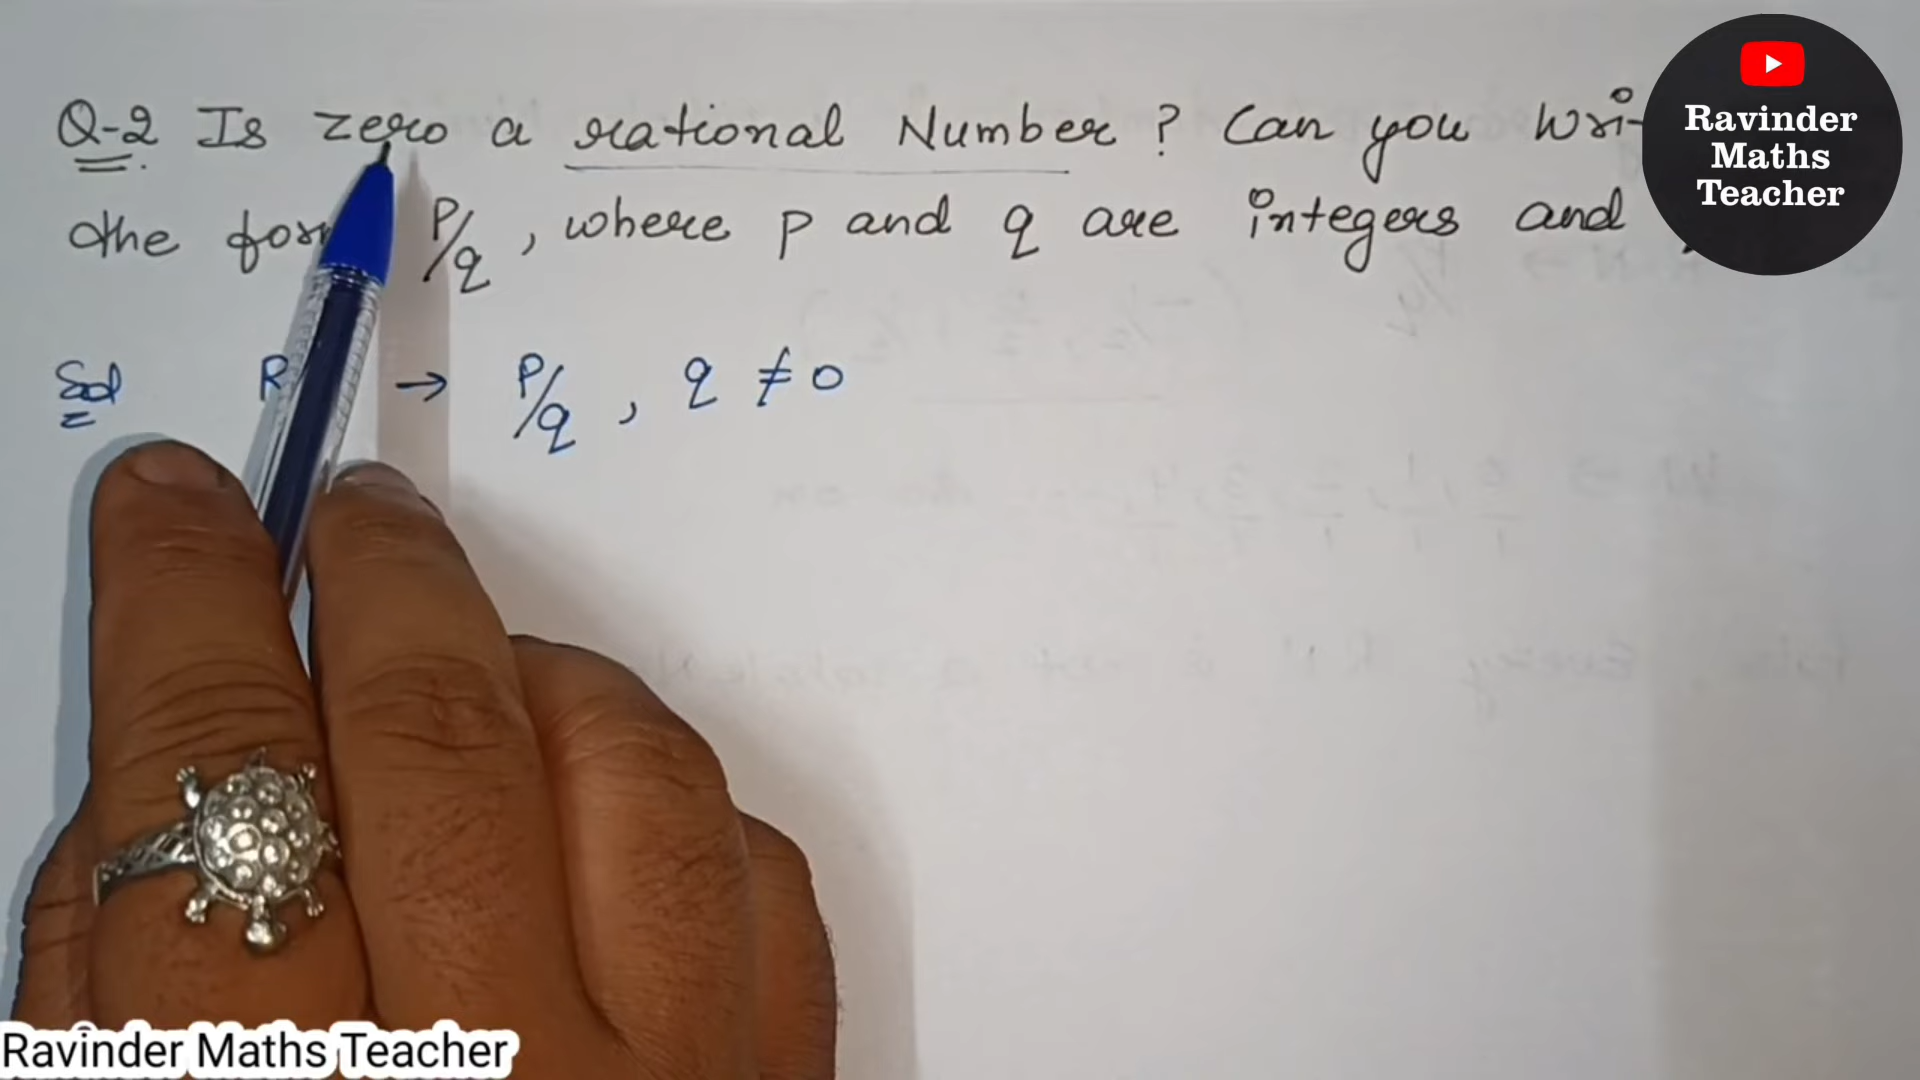 Q-2 Is zero a rational Number ? Can you wri-
the form P/q , where p and q are integers and
Sol R → P/q , q ≠ 0
Ravinder
Maths
Teacher
Ravinder Maths Teacher